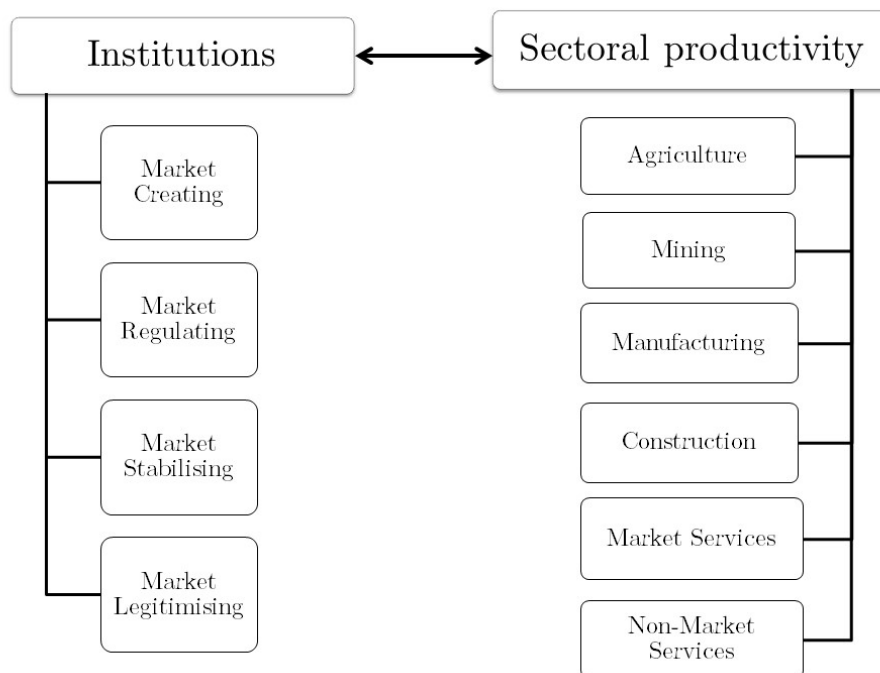 Institutions
Market
Creating
Market
Regulating
Market
Stabilising
Market
Legitimising
Sectoral productivity
Agriculture
Mining
Manufacturing
Construction
Market Services
Non-Market
Services